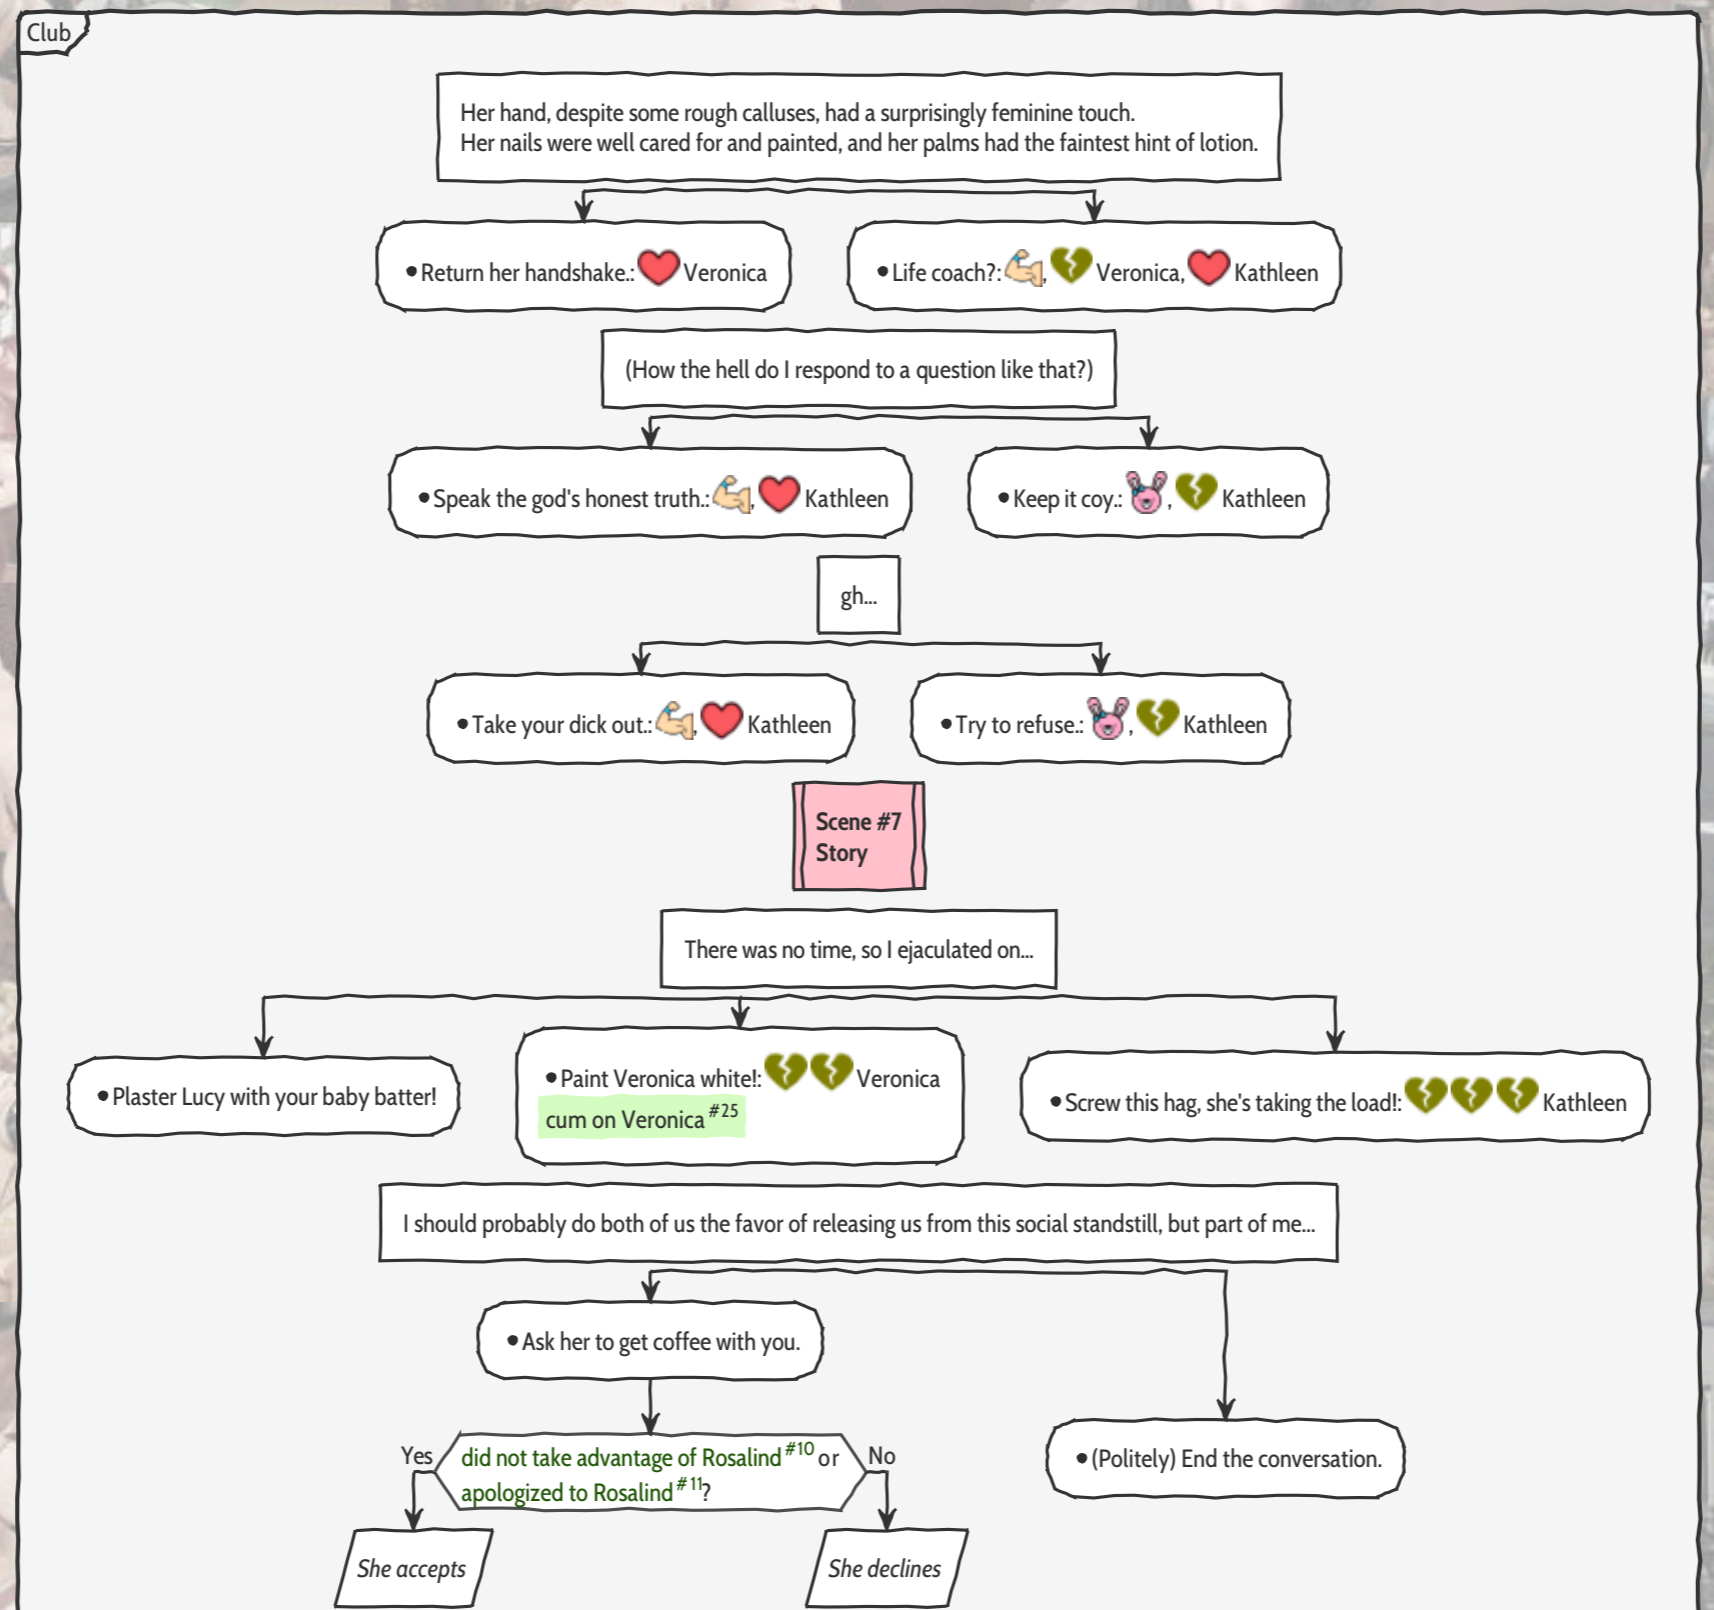 Club
Her hand, despite some rough calluses, had a surprisingly feminine touch.
Her nails were well cared for and painted, and her palms had the faintest hint of lotion.
•Return her handshake.: Veronica
•Life coach?: , Veronica, Kathleen
(How the hell do I respond to a question like that?)
•Speak the god's honest truth.: , Kathleen
•Keep it coy.: , Kathleen
gh...
•Take your dick out.: , Kathleen
•Try to refuse.: , Kathleen
Scene #7
Story
There was no time, so I ejaculated on...
•Plaster Lucy with your baby batter!
•Paint Veronica white!: Veronica
cum on Veronica #25
•Screw this hag, she's taking the load!: Kathleen
I should probably do both of us the favor of releasing us from this social standstill, but part of me...
•Ask her to get coffee with you.
Yes
did not take advantage of Rosalind #10 or
apologized to Rosalind #11?
No
•(Politely) End the conversation.
She accepts
She declines